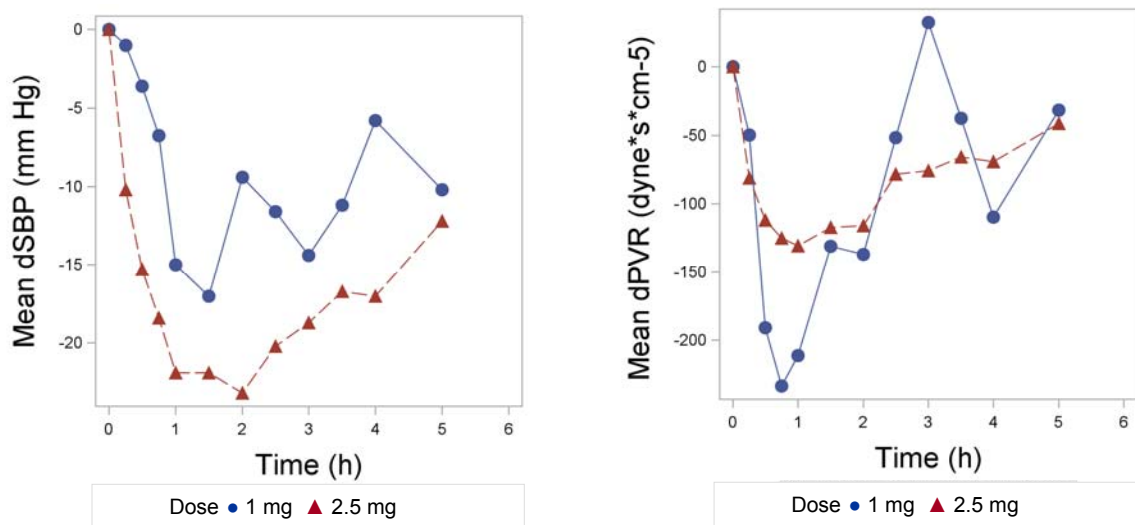 Mean dSBP (mm Hg)
0
-5
-10
-15
-20
0 1 2 3 4 5 6
Time (h)
Dose 1 mg 2.5 mg
Mean dPVR (dyne*s*cm-5)
0
-50
-100
-150
-200
0 1 2 3 4 5 6
Time (h)
Dose 1 mg 2.5 mg